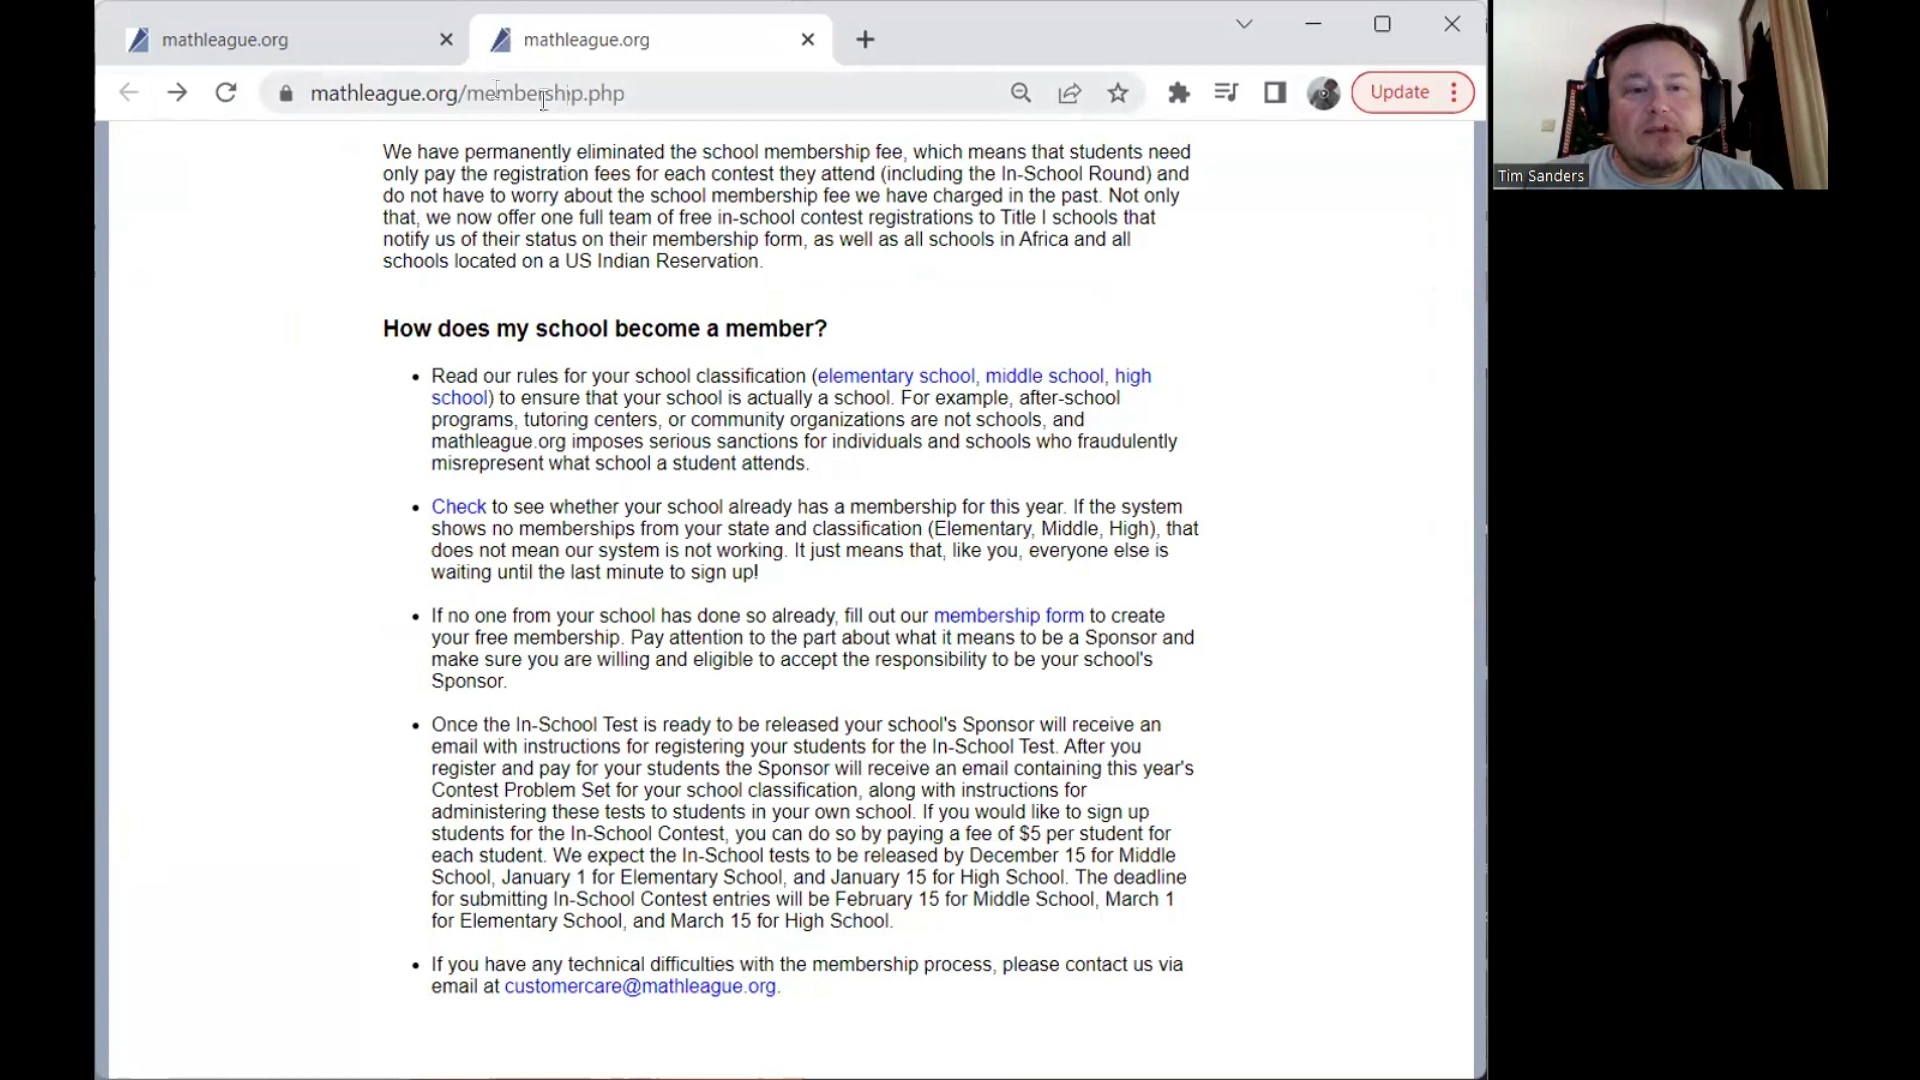 mathleague.org
mathleague.org
mathleague.org/membership.php
Update
Tim Sanders
We have permanently eliminated the school membership fee, which means that students need
only pay the registration fees for each contest they attend (including the In-School Round) and
do not have to worry about the school membership fee we have charged in the past. Not only
that, we now offer one full team of free in-school contest registrations to Title I schools that
notify us of their status on their membership form, as well as all schools in Africa and all
schools located on a US Indian Reservation.
How does my school become a member?
• Read our rules for your school classification (elementary school, middle school, high
school) to ensure that your school is actually a school. For example, after-school
programs, tutoring centers, or community organizations are not schools, and
mathleague.org imposes serious sanctions for individuals and schools who fraudulently
misrepresent what school a student attends.
• Check to see whether your school already has a membership for this year. If the system
shows no memberships from your state and classification (Elementary, Middle, High), that
does not mean our system is not working. It just means that, like you, everyone else is
waiting until the last minute to sign up!
• If no one from your school has done so already, fill out our membership form to create
your free membership. Pay attention to the part about what it means to be a Sponsor and
make sure you are willing and eligible to accept the responsibility to be your school's
Sponsor.
• Once the In-School Test is ready to be released your school's Sponsor will receive an
email with instructions for registering your students for the In-School Test. After you
register and pay for your students the Sponsor will receive an email containing this year's
Contest Problem Set for your school classification, along with instructions for
administering these tests to students in your own school. If you would like to sign up
students for the In-School Contest, you can do so by paying a fee of $5 per student for
each student. We expect the In-School tests to be released by December 15 for Middle
School, January 1 for Elementary School, and January 15 for High School. The deadline
for submitting In-School Contest entries will be February 15 for Middle School, March 1
for Elementary School, and March 15 for High School.
• If you have any technical difficulties with the membership process, please contact us via
email at customercare@mathleague.org.